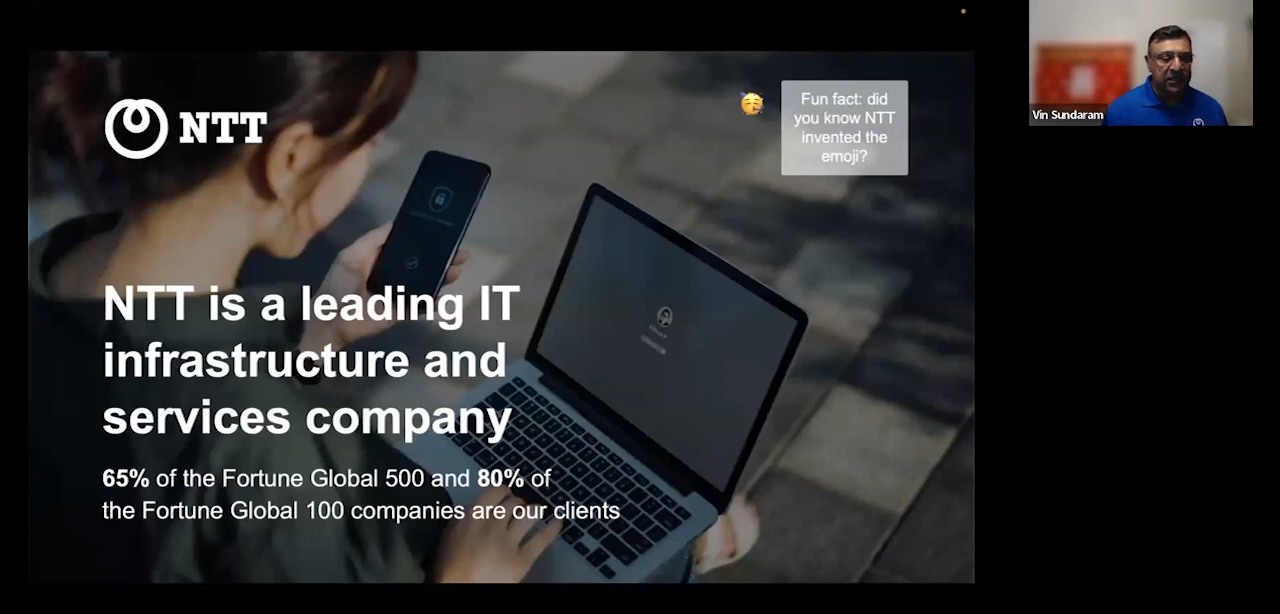 NTT
Fun fact: did
you know NTT
invented the
emoji?
NTT is a leading IT
infrastructure and
services company
65% of the Fortune Global 500 and 80% of
the Fortune Global 100 companies are our clients
Vin Sundaram